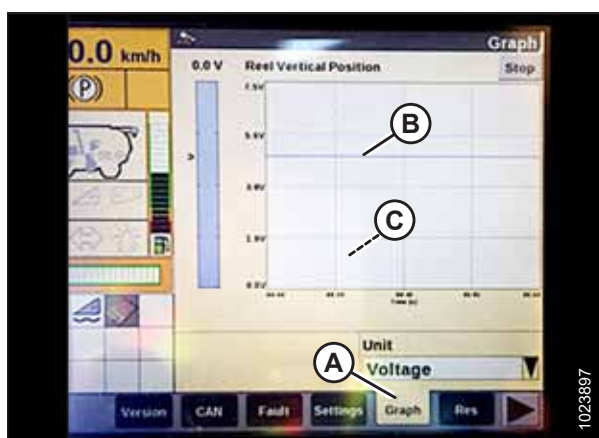 0.0 km/h
Graph
0.0 V
Reel Vertical Position
Stop
P
B
C
Unit
A
Voltage
Version
CAN
Fault
Settings
Graph
Res
1023897